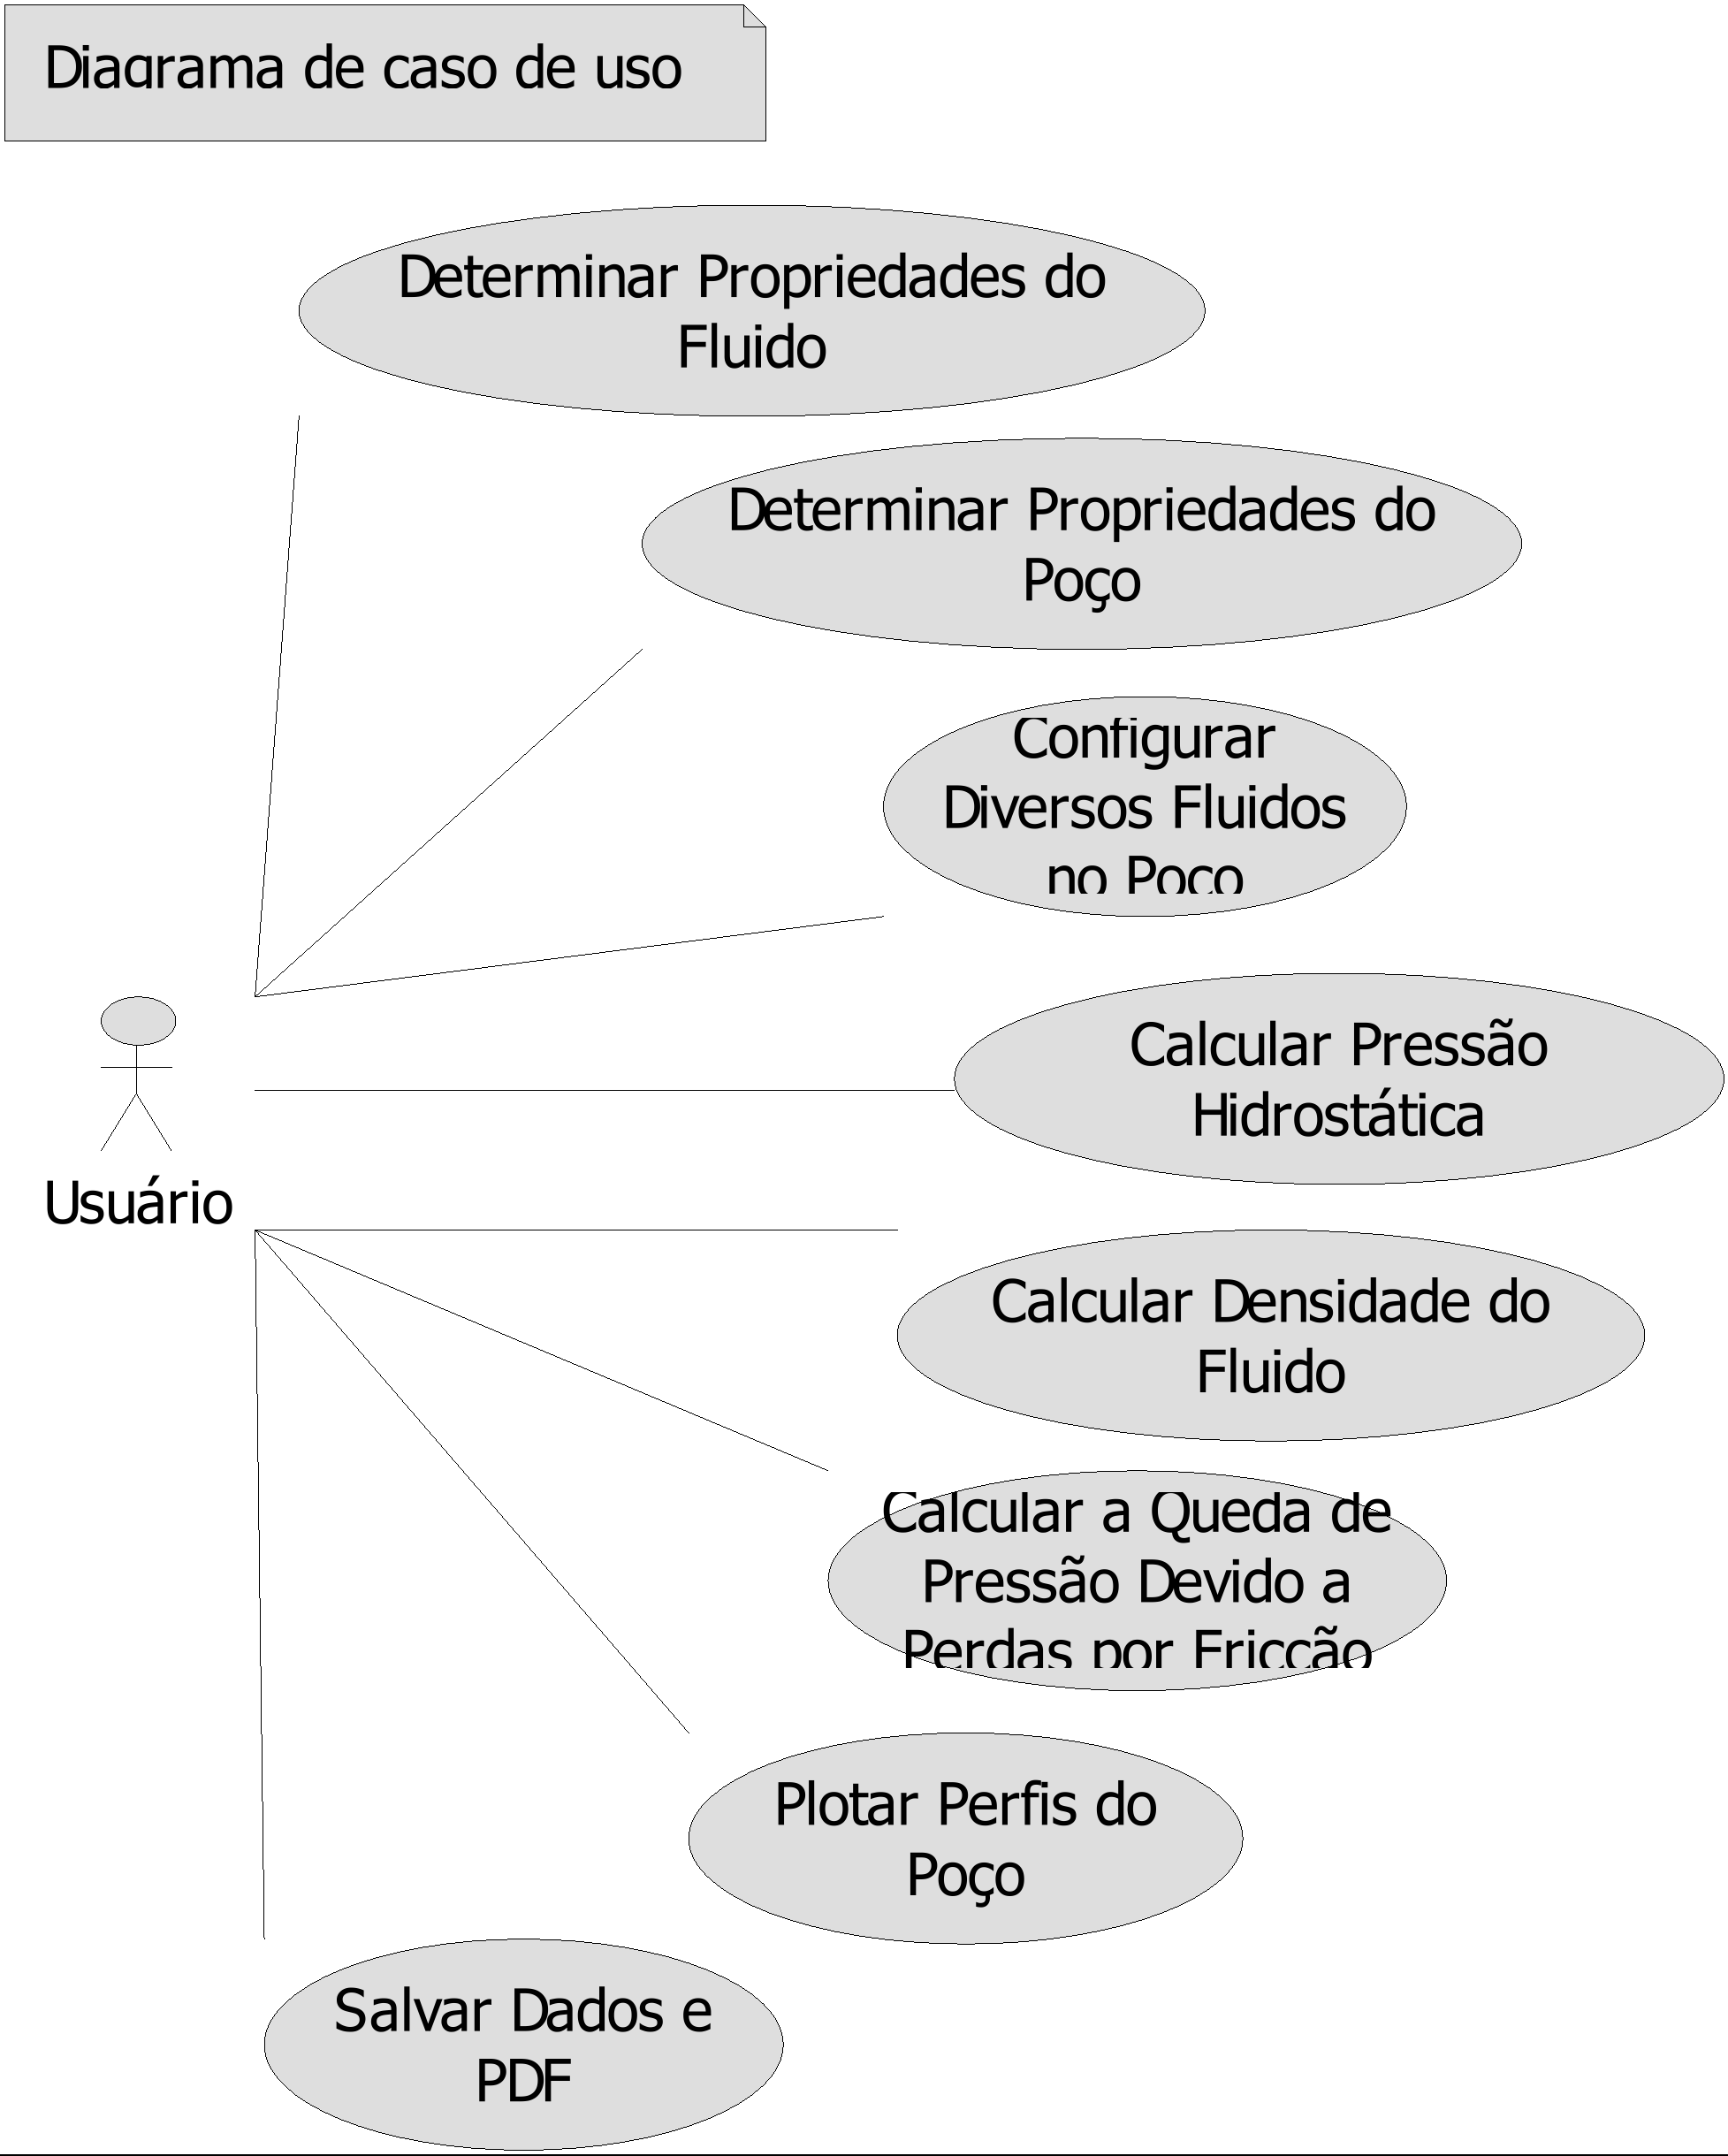 Diagrama de caso de uso
Determinar Propriedades do
Fluido
Determinar Propriedades do
Poço
Configurar
Diversos Fluidos
no Poço
Calcular Pressão
Hidrostática
Usuário
Calcular Densidade do
Fluido
Calcular a Queda de
Pressão Devido a
Perdas por Fricção
Plotar Perfis do
Poço
Salvar Dados e
PDF